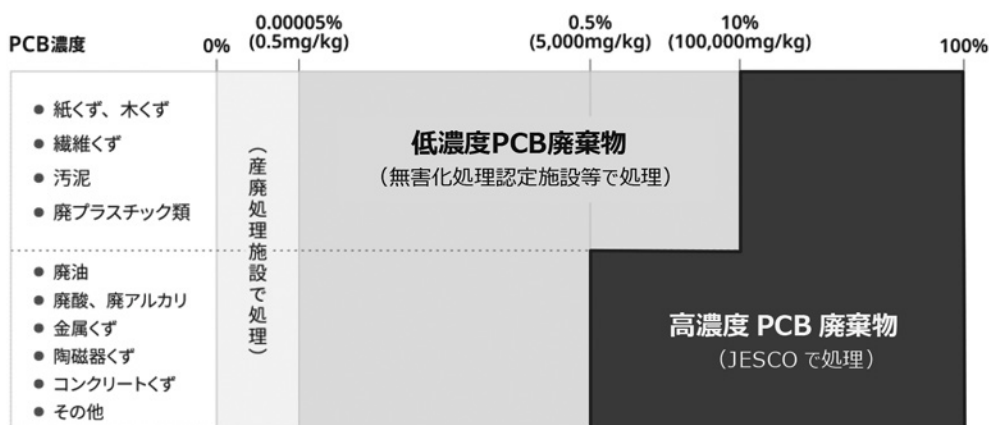 PCB濃度
0%
0.00005%
(0.5mg/kg)
0.5%
(5,000mg/kg)
10%
(100,000mg/kg)
100%
● 紙くず、木くず
● 繊維くず
● 汚泥
● 廃プラスチック類
● 廃油
● 廃酸、廃アルカリ
● 金属くず
● 陶磁器くず
● コンクリートくず
● その他
（産廃処理施設で処理）
低濃度PCB廃棄物
（無害化処理認定施設等で処理）
高濃度 PCB 廃棄物
（JESCO で処理）